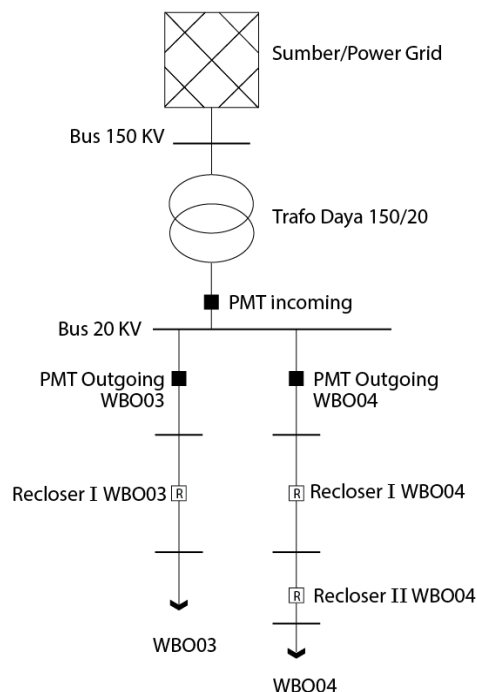 Sumber/Power Grid
Bus 150 KV
Trafo Daya 150/20
PMT incoming
Bus 20 KV
PMT Outgoing
WBO03
PMT Outgoing
WBO04
Recloser I WBO03
R
R
Recloser I WBO04
R
Recloser II WBO04
WBO03
WBO04